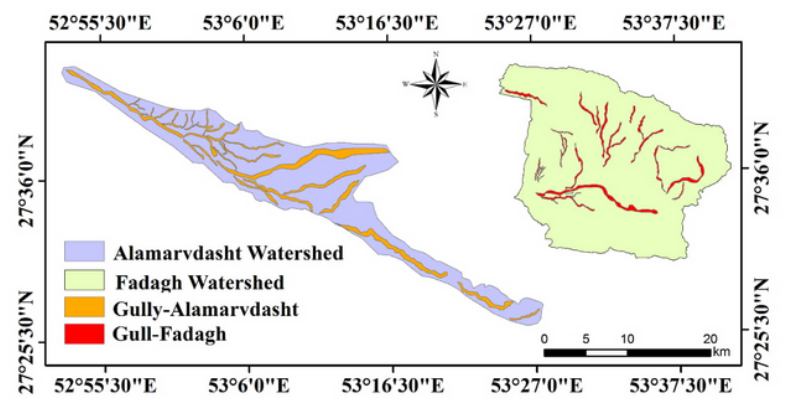 52°55'30"E 53°6'0"E 53°16'30"E 53°27'0"E 53°37'30"E
N
W E
S
27°36'0"N
27°36'0"N
Alamarvdasht Watershed
Fadagh Watershed
Gully-Alamarvdasht
Gull-Fadagh
27°25'30"N
27°25'30"N
0 5 10 20
km
52°55'30"E 53°6'0"E 53°16'30"E 53°27'0"E 53°37'30"E